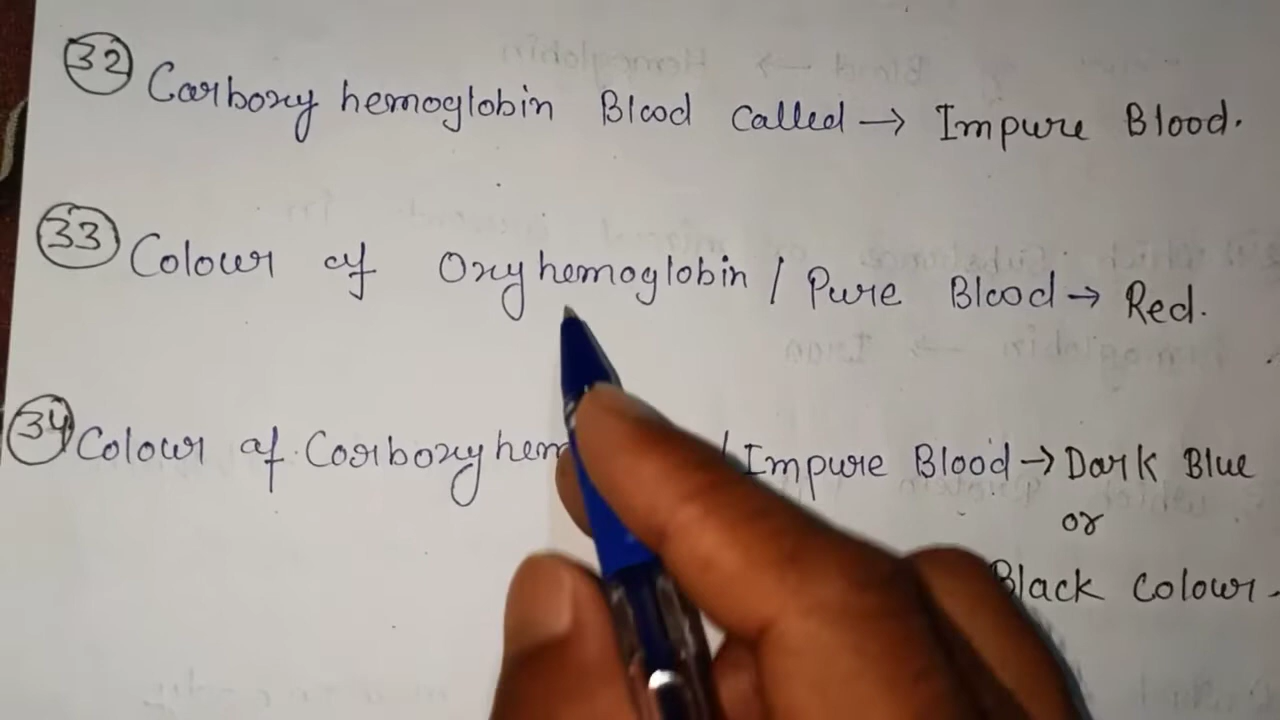 32 Carboxy hemoglobin Blood called → Impure Blood.
33 Colour of Oxyhemoglobin / Pure Blood → Red.
34 Colour of Carboxyhem / Impure Blood → Dark Blue
or
Black Colour.